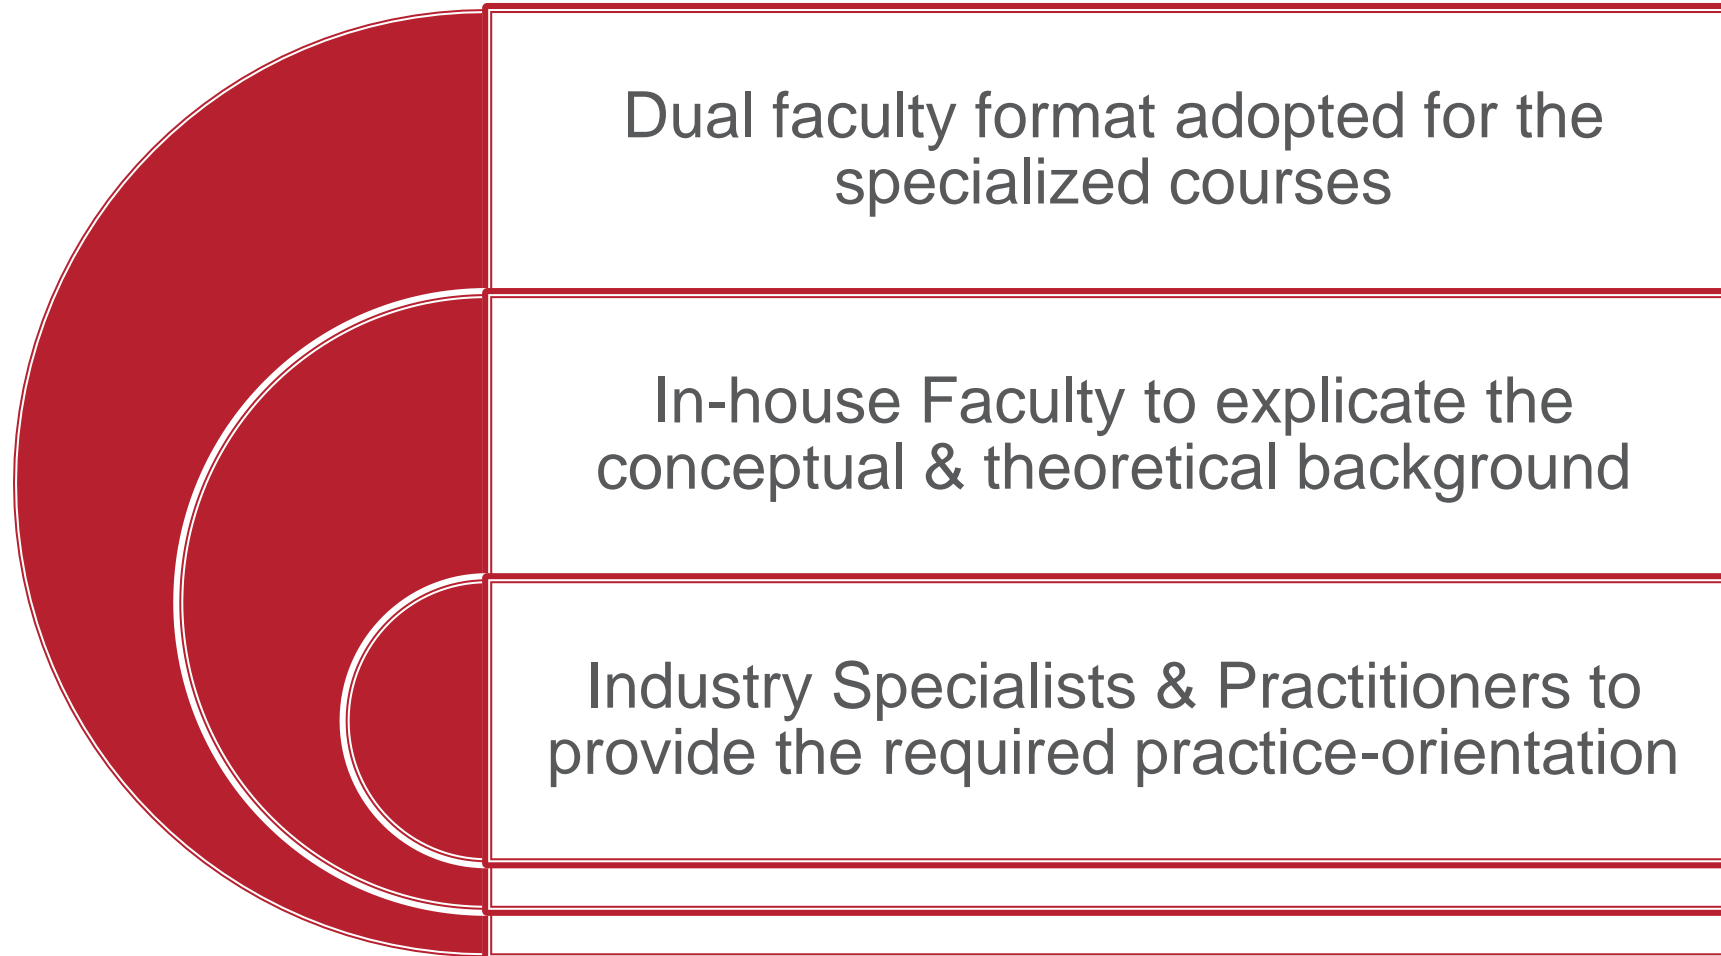 Dual faculty format adopted for the
specialized courses
In-house Faculty to explicate the
conceptual & theoretical background
Industry Specialists & Practitioners to
provide the required practice-orientation